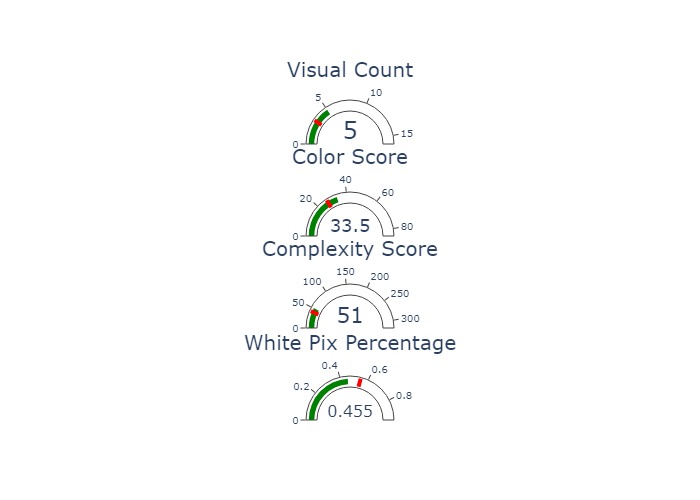 Visual Count
0 5 10 15
5
Color Score
0 20 40 60 80
33.5
Complexity Score
0 50 100 150 200 250 300
51
White Pix Percentage
0 0.2 0.4 0.6 0.8
0.455